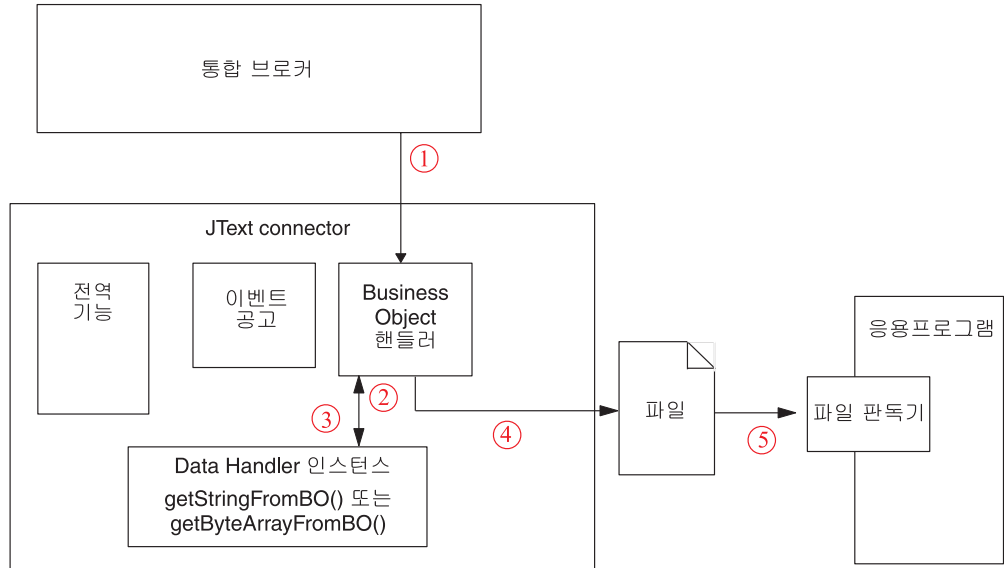 통합 브로커
①
JText connector
전역
기능
이벤트
공고
Business
Object
핸들러
응용프로그램
②
③
④
파일
⑤
파일 판독기
Data Handler 인스턴스
getStringFromBO() 또는
getByteArrayFromBO()